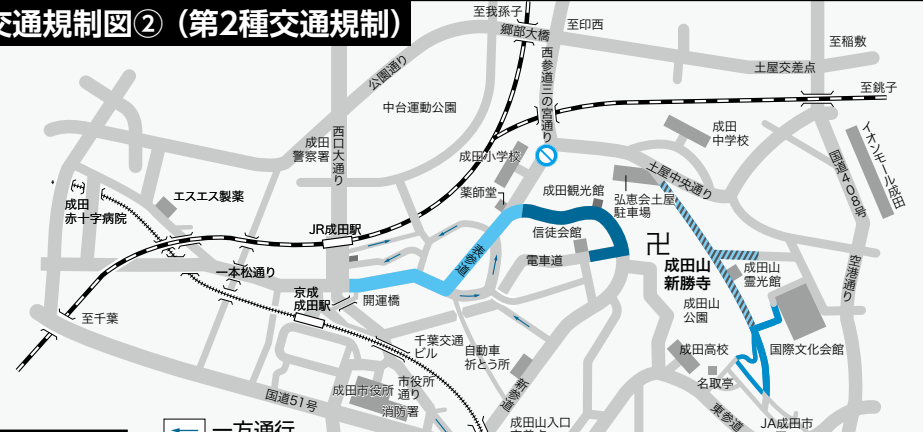 交通規制図②（第2種交通規制）
至我孫子
郷部大橋
至印西
至稲敷
土屋交差点
至銚子
公園通り
中台運動公園
西参道三の宮通り
成田
警察署
西口大通り
成田小学校
成田
中学校
イオンモール成田
国道408号
土屋中央通り
エスエス製薬
成田
赤十字病院
薬師堂
成田観光館
弘恵会土屋
駐車場
JR成田駅
信徒会館
表参道
電車道
卍
成田山
新勝寺
成田山
霊光館
空港通り
一本松通り
京成
成田駅
開運橋
成田山
公園
至千葉
千葉交通
ビル
自動車
祈とう所
成田高校
国際文化会館
名取亭
新参道
国道51号
成田市役所
市役所
通り
消防署
成田山入口
東参道
JA成田市
一方通行